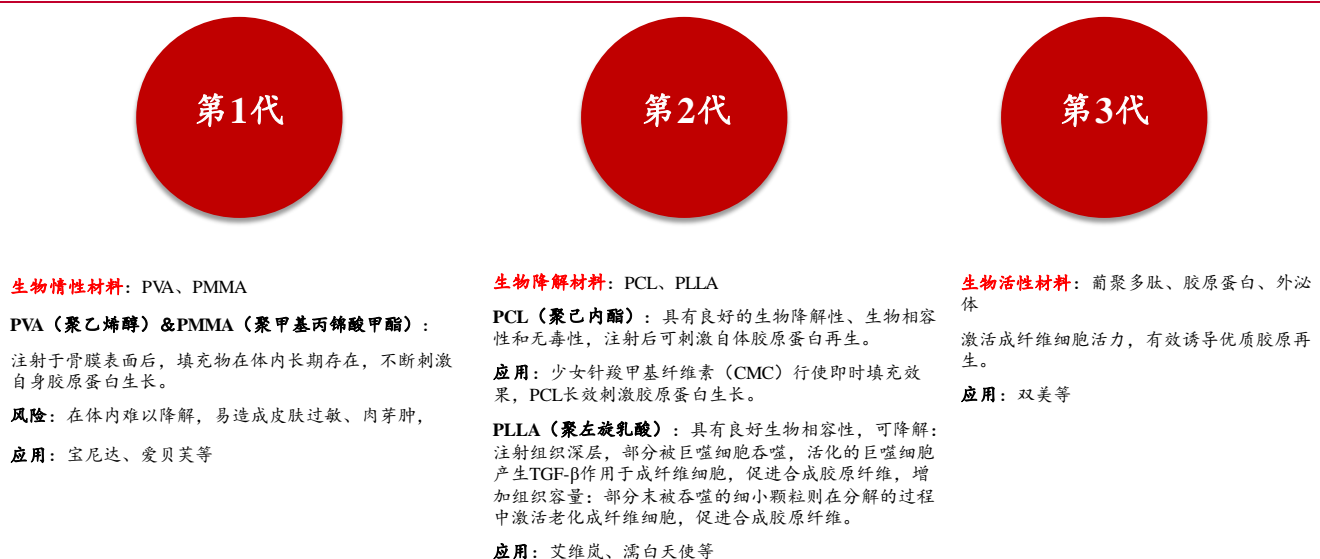 第1代
生物惰性材料：PVA、PMMA
PVA（聚乙烯醇）＆PMMA（聚甲基丙锦酸甲酯）：
注射于骨膜表面后，填充物在体内长期存在，不断刺激
自身胶原蛋白生长。
风险：在体内难以降解，易造成皮肤过敏、肉芽肿，
应用：宝尼达、爱贝芙等
第2代
生物降解材料：PCL、PLLA
PCL（聚己内酯）：具有良好的生物降解性、生物相容
性和无毒性，注射后可刺激自体胶原蛋白再生。
应用：少女针羧甲基纤维素（CMC）行使即时填充效
果，PCL长效刺激胶原蛋白生长。
PLLA（聚左旋乳酸）：具有良好生物相容性，可降解：
注射组织深层，部分被巨噬细胞吞噬，活化的巨噬细胞
产生TGF-β作用于成纤维细胞，促进合成胶原纤维，增
加组织容量：部分末被吞噬的细小颗粒则在分解的过程
中激活老化成纤维细胞，促进合成胶原纤维。
应用：艾维岚、濡白天使等
第3代
生物活性材料：葡聚多肽、胶原蛋白、外泌
体
激活成纤维细胞活力，有效诱导优质胶原再
生。
应用：双美等